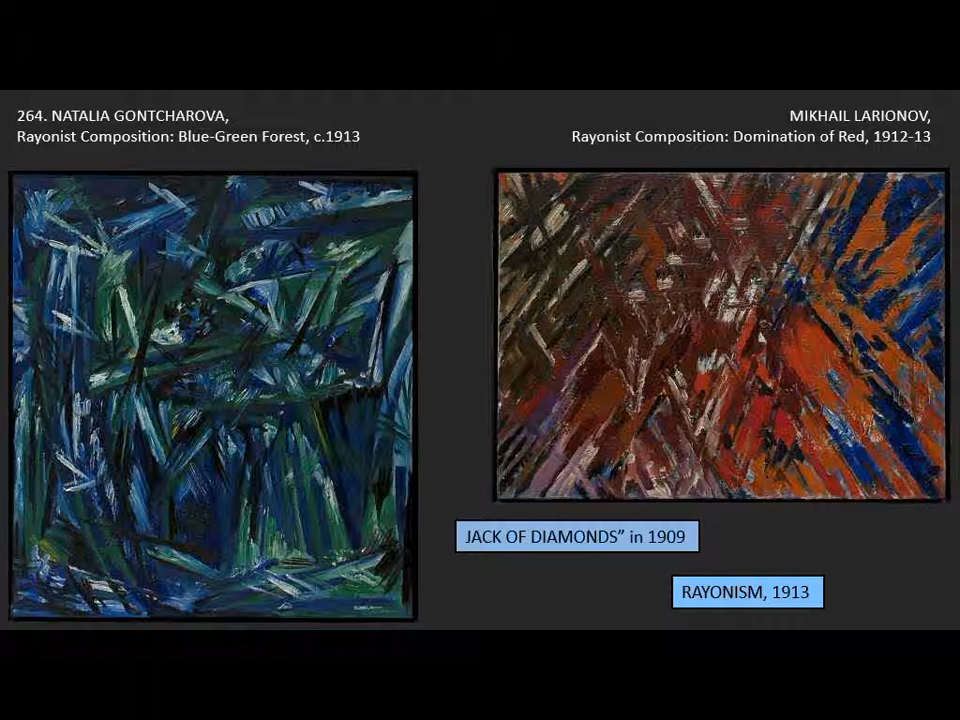 264. NATALIA GONTCHAROVA,
Rayonist Composition: Blue-Green Forest, c.1913
MIKHAIL LARIONOV,
Rayonist Composition: Domination of Red, 1912-13
JACK OF DIAMONDS” in 1909
RAYONISM, 1913